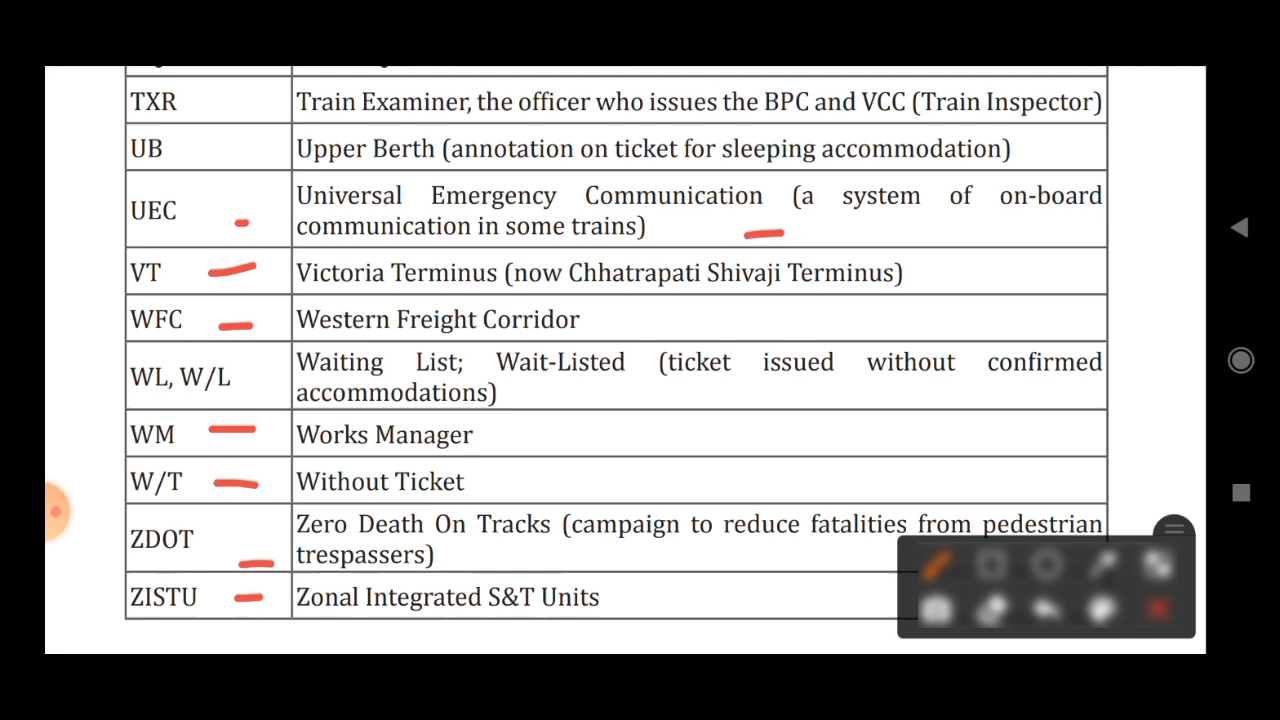 TXR
Train Examiner, the officer who issues the BPC and VCC (Train Inspector)
UB
Upper Berth (annotation on ticket for sleeping accommodation)
UEC
Universal Emergency Communication (a system of on-board
communication in some trains)
VT
Victoria Terminus (now Chhatrapati Shivaji Terminus)
WFC
Western Freight Corridor
WL, W/L
Waiting List; Wait-Listed (ticket issued without confirmed
accommodations)
WM
Works Manager
W/T
Without Ticket
ZDOT
Zero Death On Tracks (campaign to reduce fatalities from pedestrian
trespassers)
ZISTU
Zonal Integrated S&T Units